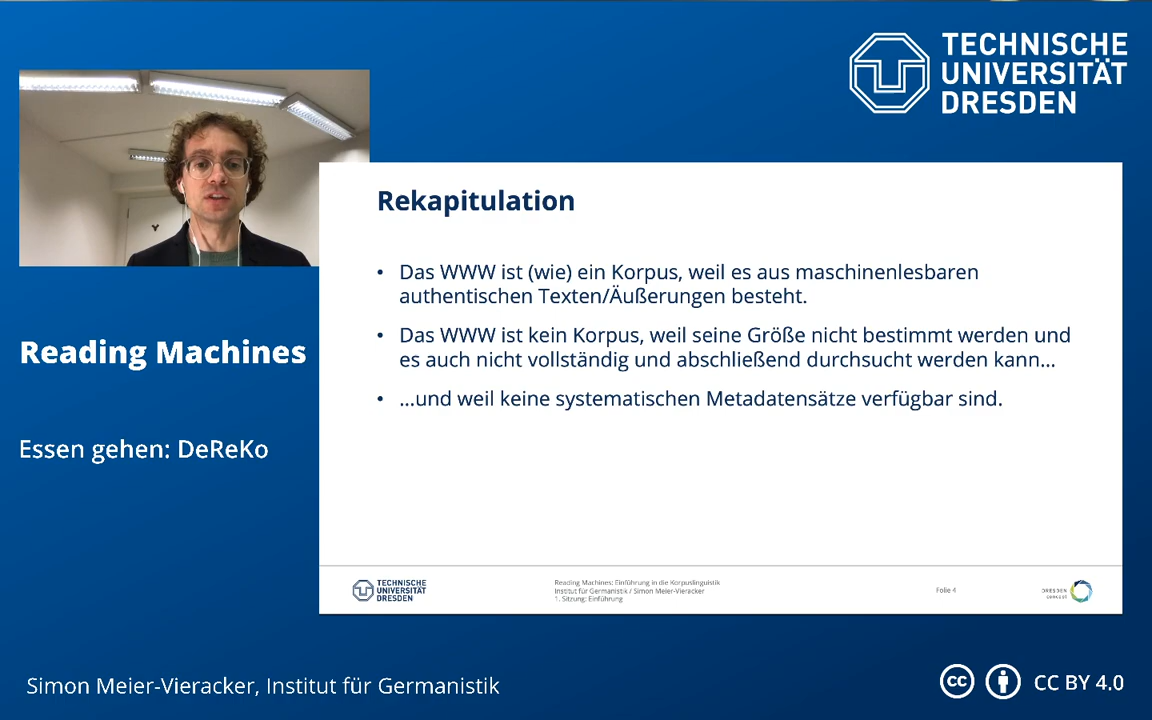 TECHNISCHE
UNIVERSITÄT
DRESDEN
Rekapitulation
• Das WWW ist (wie) ein Korpus, weil es aus maschinenlesbaren
authentischen Texten/Äußerungen besteht.
• Das WWW ist kein Korpus, weil seine Größe nicht bestimmt werden und
es auch nicht vollständig und abschließend durchsucht werden kann...
• ...und weil keine systematischen Metadatensätze verfügbar sind.
Reading Machines
Essen gehen: DeReKo
TECHNISCHE
UNIVERSITÄT
DRESDEN
Reading Machines: Einführung in die Korpuslinguistik
Institut für Germanistik / Simon Meier-Vieracker
1. Sitzung: Einführung
Folie 4
DRESDEN
concept
Simon Meier-Vieracker, Institut für Germanistik
cc
CC BY 4.0